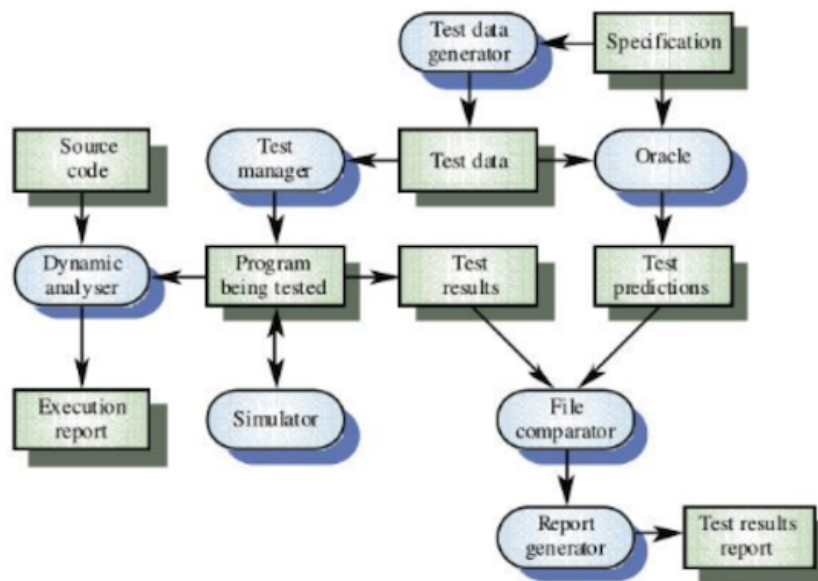 Test data
generator
Specification
Source
code
Test
manager
Test data
Oracle
Dynamic
analyser
Program
being tested
Test
results
Test
predictions
Execution
report
Simulator
File
comparator
Report
generator
Test results
report